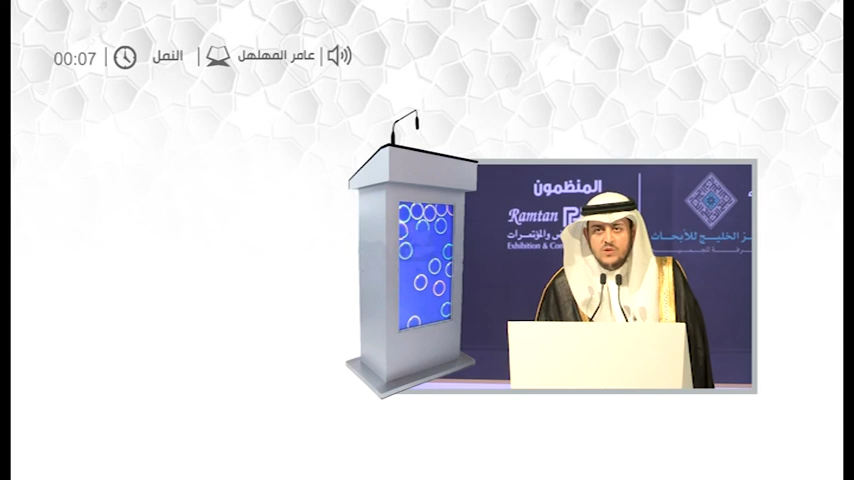 عامر المهلهل | النمل | 00:07
المنظمون
Ramtan
ض والمؤتمرات
Exhibition & Con
ز الخليج للأبحاث